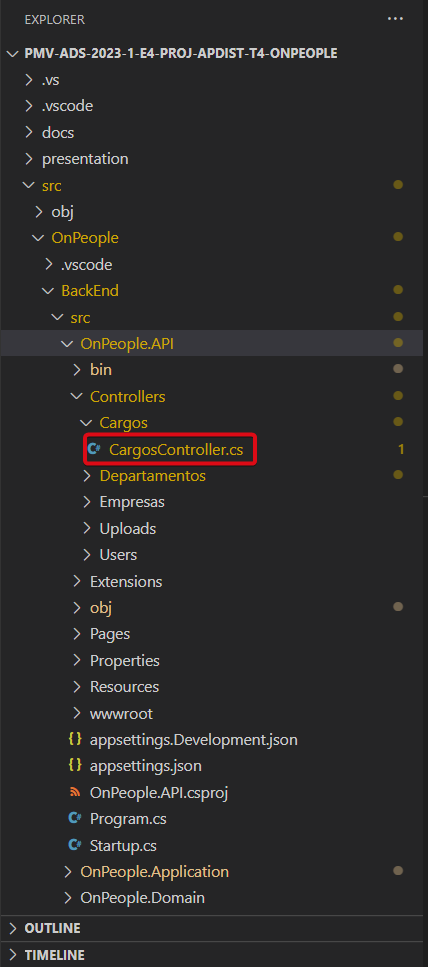 EXPLORER ...
PMV-ADS-2023-1-E4-PROJ-APDIST-T4-ONPEOPLE
.vs
.vscode
docs
presentation
src
obj
OnPeople
.vscode
BackEnd
src
OnPeople.API
bin
Controllers
Cargos
C# CargosController.cs 1
Departamentos
Empresas
Uploads
Users
Extensions
obj
Pages
Properties
Resources
wwwroot
{} appsettings.Development.json
{} appsettings.json
OnPeople.API.csproj
C# Program.cs
C# Startup.cs
OnPeople.Application
OnPeople.Domain
OUTLINE
TIMELINE